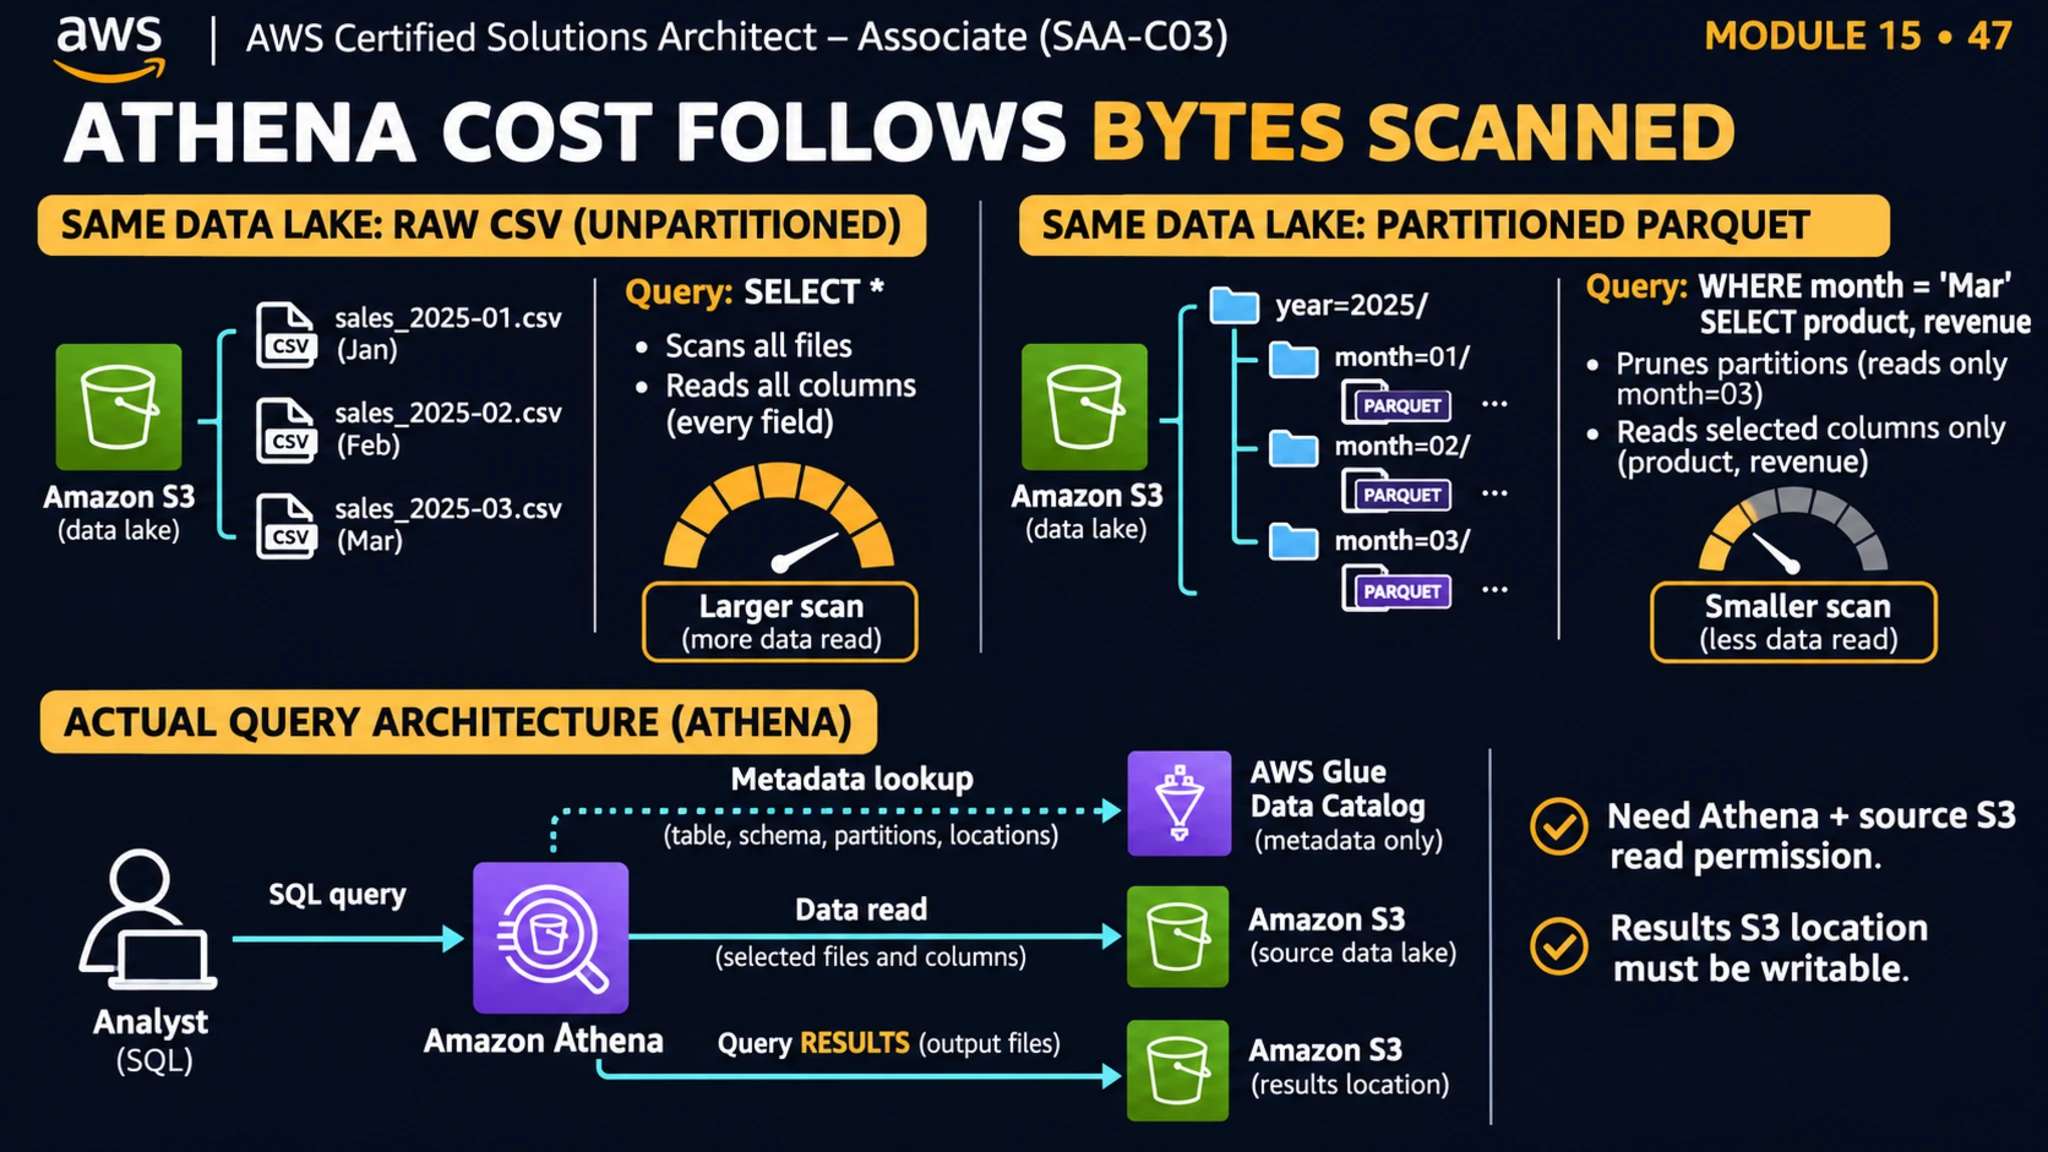 aws
AWS Certified Solutions Architect – Associate (SAA-C03)
MODULE 15 • 47
ATHENA COST FOLLOWS BYTES SCANNED
SAME DATA LAKE: RAW CSV (UNPARTITIONED)
Amazon S3
(data lake)
CSV
sales_2025-01.csv
(Jan)
CSV
sales_2025-02.csv
(Feb)
CSV
sales_2025-03.csv
(Mar)
Query: SELECT *
• Scans all files
• Reads all columns
(every field)
Larger scan
(more data read)
SAME DATA LAKE: PARTITIONED PARQUET
Amazon S3
(data lake)
year=2025/
month=01/
PARQUET ...
month=02/
PARQUET ...
month=03/
PARQUET ...
Query: WHERE month = 'Mar'
SELECT product, revenue
• Prunes partitions (reads only
month=03)
• Reads selected columns only
(product, revenue)
Smaller scan
(less data read)
ACTUAL QUERY ARCHITECTURE (ATHENA)
Analyst
(SQL)
SQL query
Amazon Athena
Metadata lookup
(table, schema, partitions, locations)
AWS Glue
Data Catalog
(metadata only)
Data read
(selected files and columns)
Amazon S3
(source data lake)
Query RESULTS (output files)
Amazon S3
(results location)
Need Athena + source S3
read permission.
Results S3 location
must be writable.